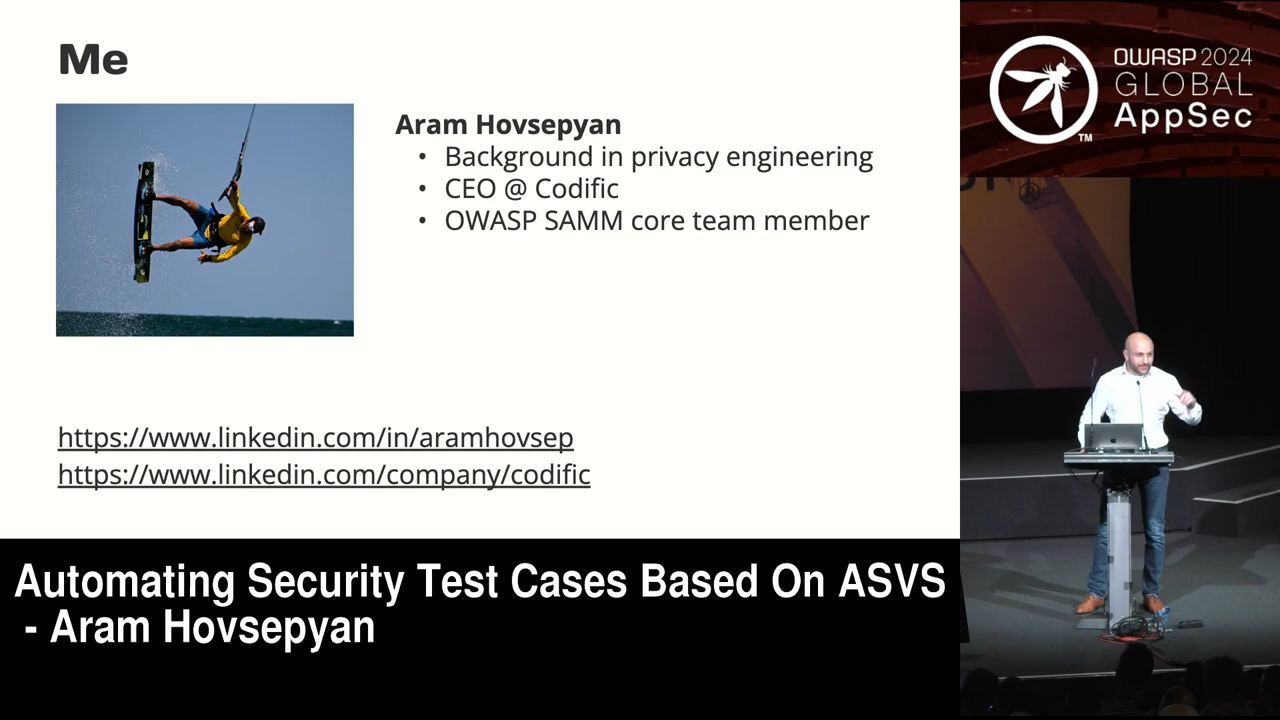 Me
Aram Hovsepyan
• Background in privacy engineering
• CEO @ Codific
• OWASP SAMM core team member
https://www.linkedin.com/in/aramhovsep
https://www.linkedin.com/company/codific
Automating Security Test Cases Based On ASVS
- Aram Hovsepyan
OWASP 2024
GLOBAL
AppSec
TM